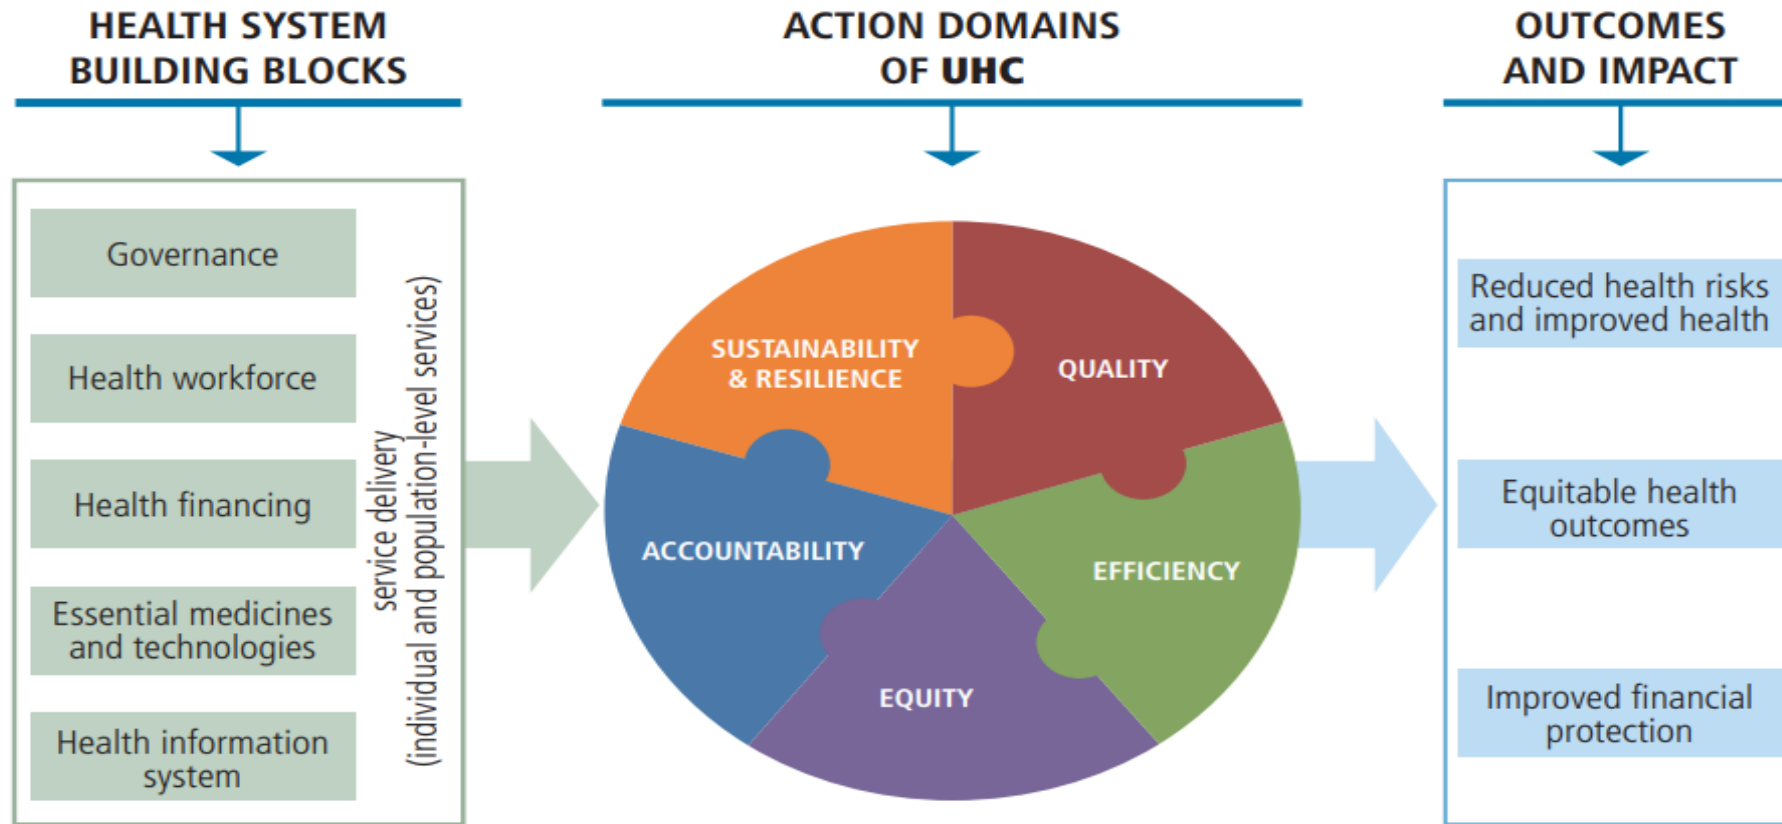 HEALTH SYSTEM
BUILDING BLOCKS
Governance
Health workforce
Health financing
Essential medicines
and technologies
Health information
system
service delivery
(individual and population-level services)
ACTION DOMAINS
OF UHC
SUSTAINABILITY
& RESILIENCE
QUALITY
ACCOUNTABILITY
EFFICIENCY
EQUITY
OUTCOMES
AND IMPACT
Reduced health risks
and improved health
Equitable health
outcomes
Improved financial
protection